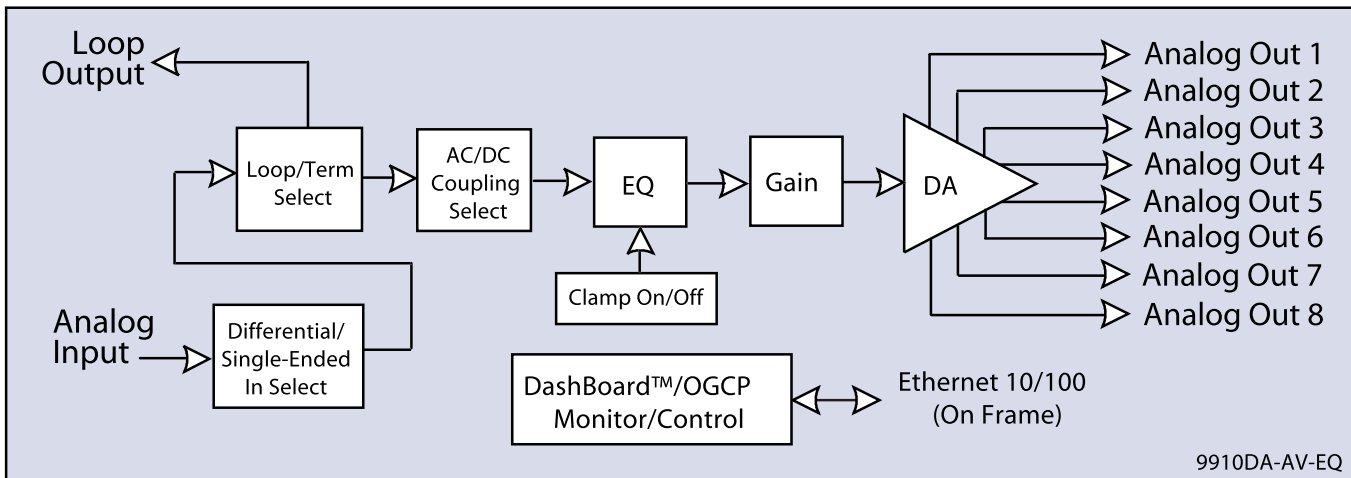 Loop
Output
Loop/Term
Select
AC/DC
Coupling
Select
EQ
Gain
DA
Analog Out 1
Analog Out 2
Analog Out 3
Analog Out 4
Analog Out 5
Analog Out 6
Analog Out 7
Analog Out 8
Clamp On/Off
Analog
Input
Differential/
Single-Ended
In Select
DashBoard™/OGCP
Monitor/Control
Ethernet 10/100
(On Frame)
9910DA-AV-EQ